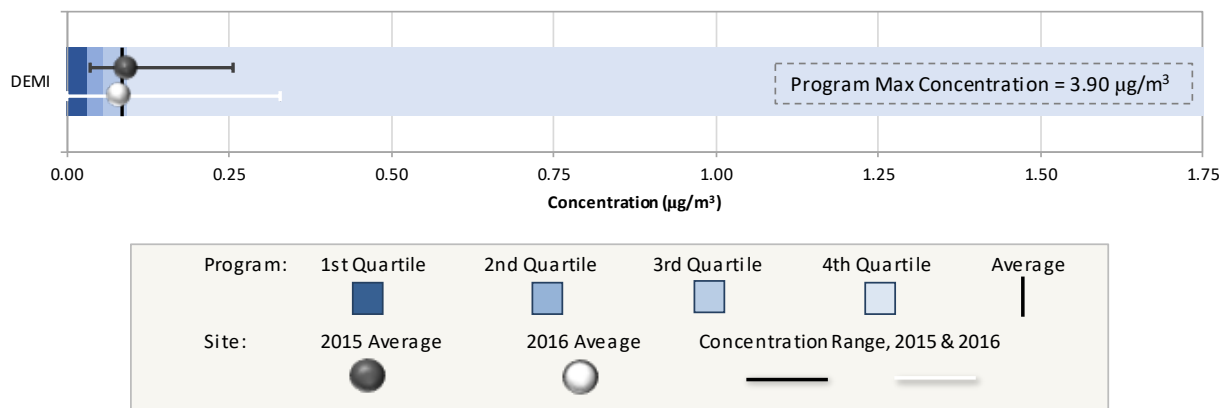 DEMI
Program Max Concentration = 3.90 µg/m³
0.00 0.25 0.50 0.75 1.00 1.25 1.50 1.75
Concentration (µg/m³)
Program: 1st Quartile 2nd Quartile 3rd Quartile 4th Quartile Average
Site: 2015 Average 2016 Aveage Concentration Range, 2015 & 2016